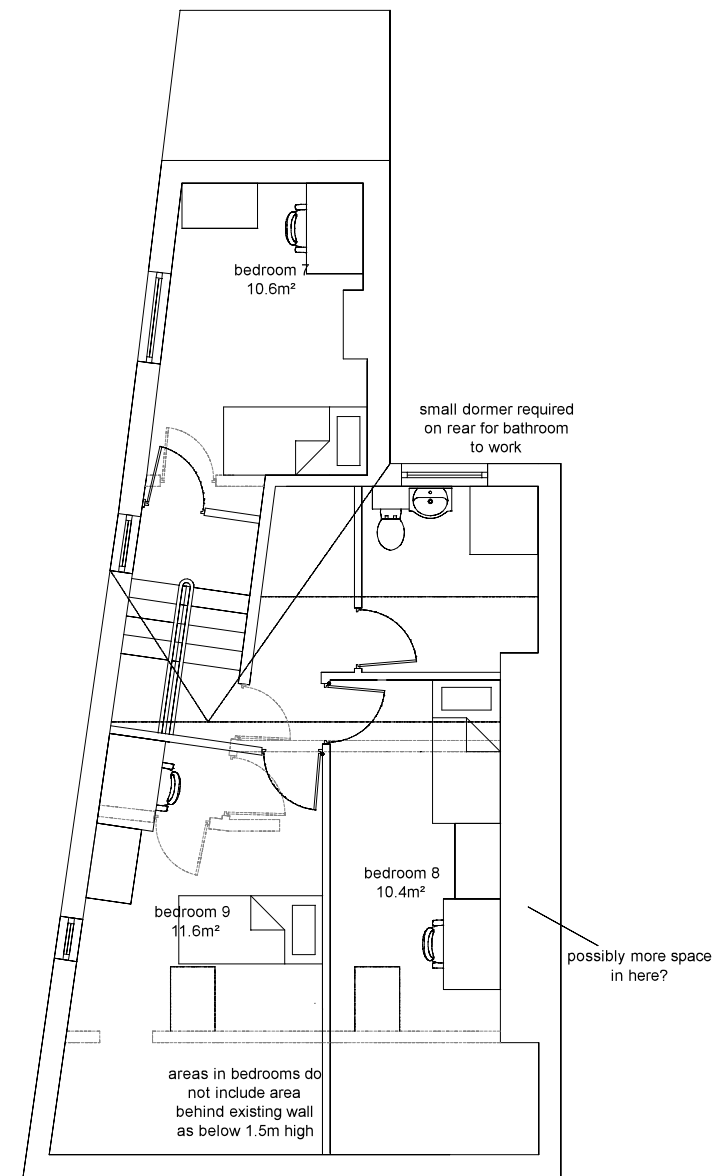 bedroom 7
10.6m²
small dormer required
on rear for bathroom
to work
bedroom 8
10.4m²
bedroom 9
11.6m²
possibly more space
in here?
areas in bedrooms do
not include area
behind existing wall
as below 1.5m high